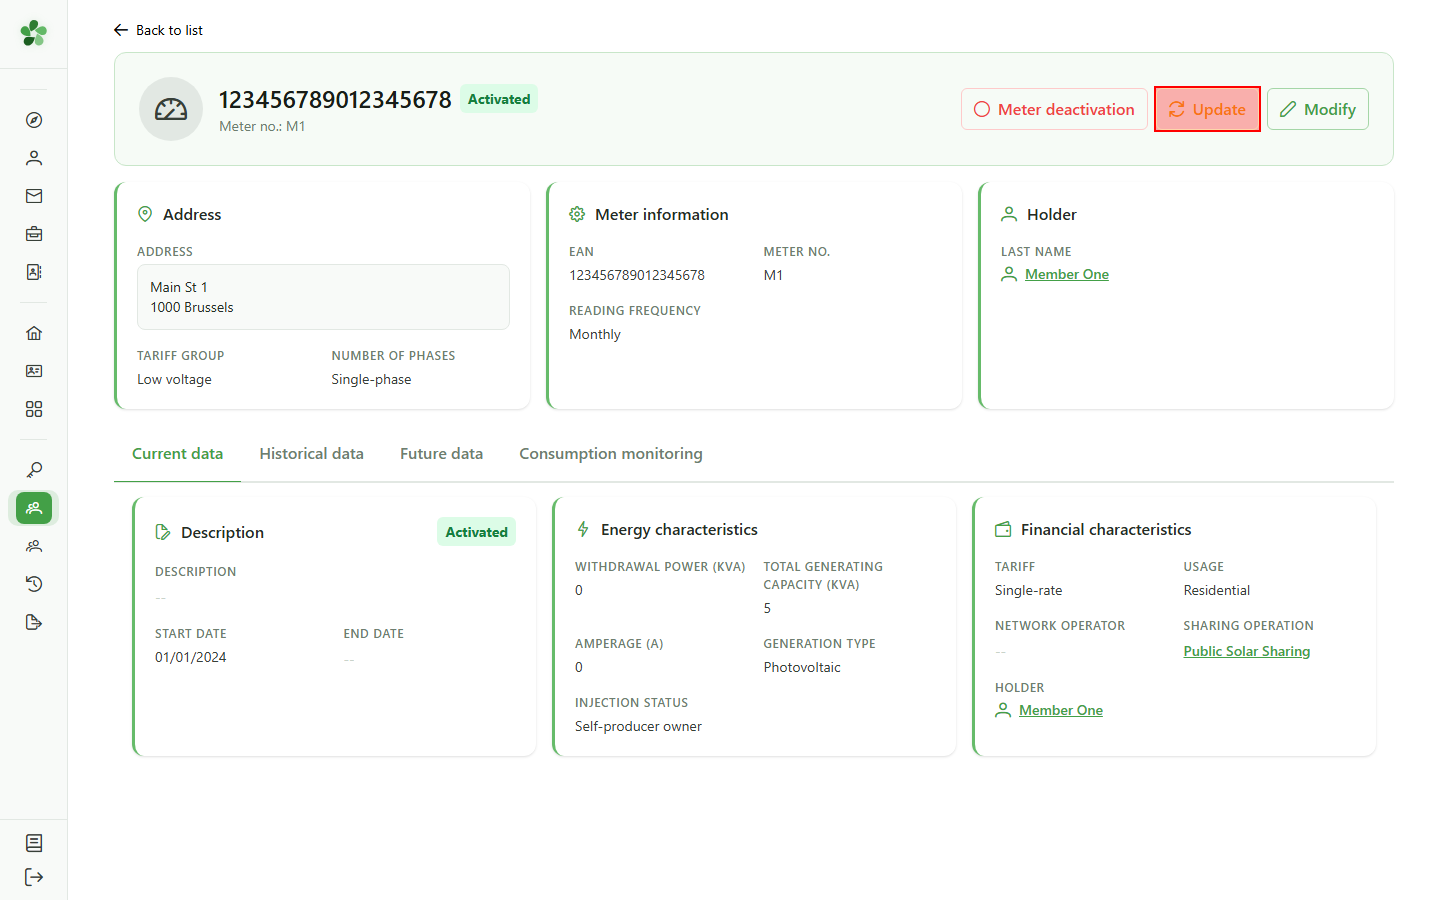 Back to list
123456789012345678 Activated
Meter no.: M1
Meter deactivation
Update
Modify
Address
ADDRESS
Main St 1
1000 Brussels
TARIFF GROUP
NUMBER OF PHASES
Low voltage
Single-phase
Meter information
EAN
METER NO.
123456789012345678
M1
READING FREQUENCY
Monthly
Holder
LAST NAME
Member One
Current data
Historical data
Future data
Consumption monitoring
Description
Activated
DESCRIPTION
--
START DATE
END DATE
01/01/2024
--
Energy characteristics
WITHDRAWAL POWER (KVA)
TOTAL GENERATING
CAPACITY (KVA)
0
5
AMPERAGE (A)
GENERATION TYPE
0
Photovoltaic
INJECTION STATUS
Self-producer owner
Financial characteristics
TARIFF
USAGE
Single-rate
Residential
NETWORK OPERATOR
SHARING OPERATION
--
Public Solar Sharing
HOLDER
Member One